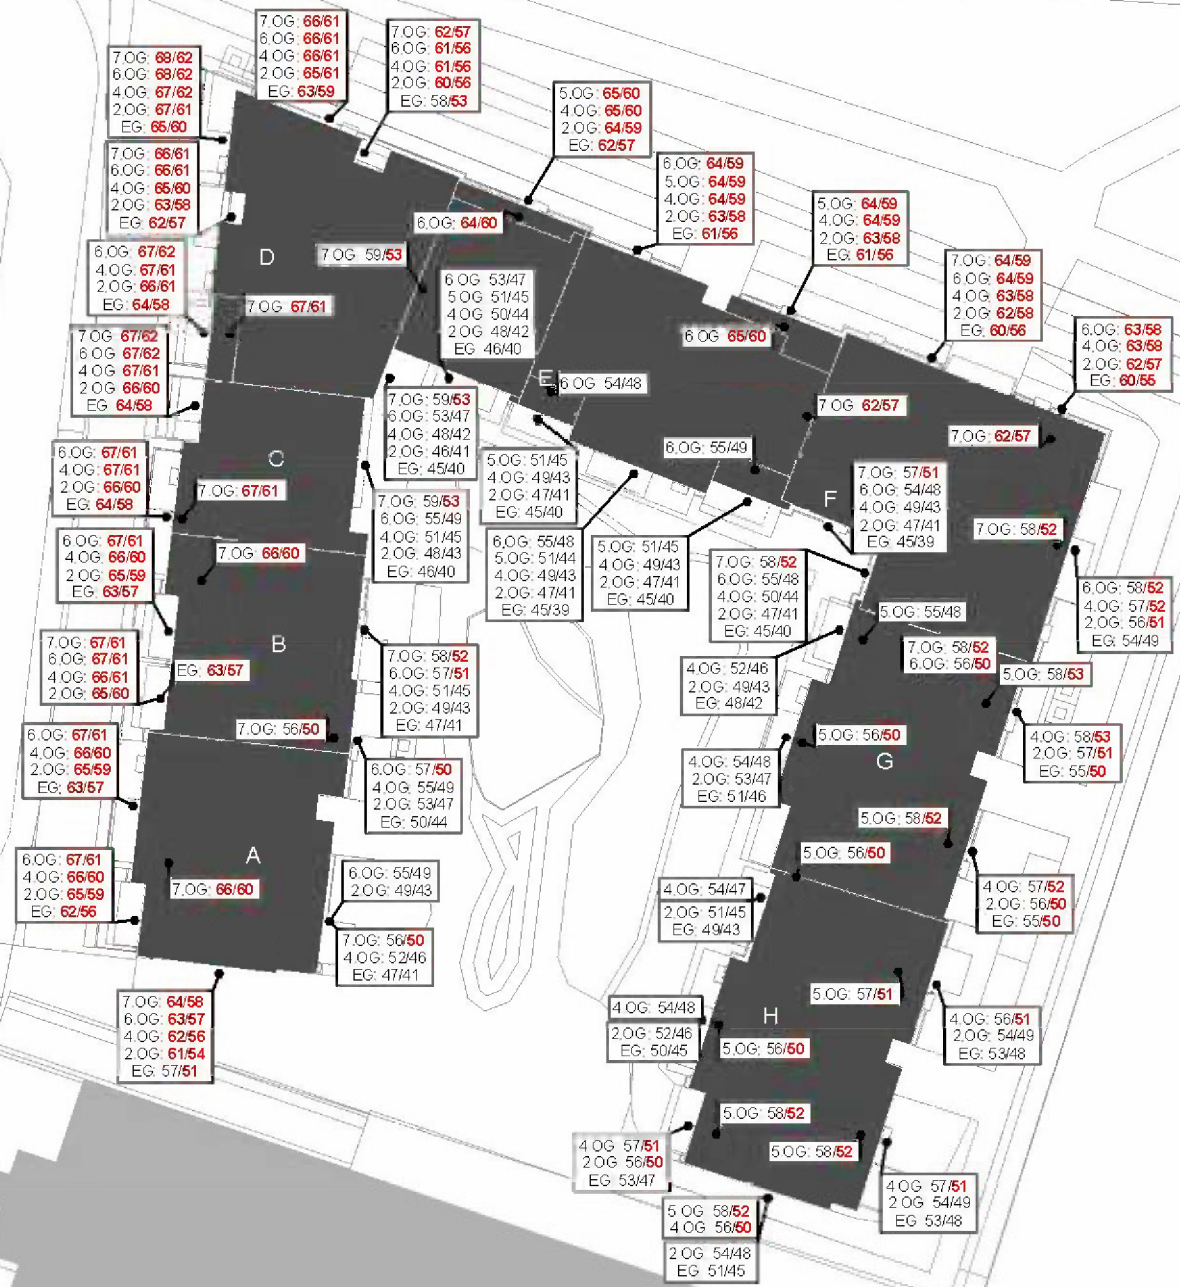 7.OG: 66/61
6.OG: 66/61
4.OG: 66/61
2.OG: 65/61
EG: 63/59
7.OG: 62/57
6.OG: 61/56
4.OG: 61/56
2.OG: 60/56
EG: 58/53
7.OG: 68/62
6.OG: 68/62
4.OG: 67/62
2.OG: 67/61
EG: 65/60
5.OG: 65/60
4.OG: 65/60
2.OG: 64/59
EG: 62/57
7.OG: 66/61
6.OG: 66/61
4.OG: 65/60
2.OG: 63/58
EG: 62/57
6.OG: 64/59
5.OG: 64/59
4.OG: 64/59
2.OG: 63/58
EG: 61/56
5.OG: 64/59
4.OG: 64/59
2.OG: 63/58
EG: 61/56
6.OG: 64/60
6.OG: 67/62
4.OG: 67/61
2.OG: 66/61
EG: 64/58
D
7.OG: 59/53
7.OG: 64/59
6.OG: 64/59
4.OG: 63/58
2.OG: 62/58
EG: 60/56
6.OG: 53/47
5.OG: 51/45
4.OG: 50/44
2.OG: 48/42
EG: 46/40
7.OG: 67/61
7.OG: 67/62
6.OG: 67/62
4.OG: 67/61
2.OG: 66/60
EG: 64/58
6.OG: 65/60
6.OG: 63/58
4.OG: 63/58
2.OG: 62/57
EG: 60/55
E
6.OG: 54/48
7.OG: 59/53
6.OG: 53/47
4.OG: 48/42
2.OG: 46/41
EG: 45/40
7.OG: 62/57
7.OG: 62/57
6.OG: 67/61
4.OG: 67/61
2.OG: 66/60
EG: 64/58
C
7.OG: 67/61
5.OG: 51/45
4.OG: 49/43
2.OG: 47/41
EG: 45/40
6.OG: 55/49
F
7.OG: 57/51
6.OG: 54/48
4.OG: 49/43
2.OG: 47/41
EG: 45/39
7.OG: 59/53
6.OG: 55/49
4.OG: 51/45
2.OG: 48/43
EG: 46/40
7.OG: 58/52
6.OG: 67/61
4.OG: 66/60
2.OG: 65/59
EG: 63/57
7.OG: 66/60
6.OG: 55/48
5.OG: 51/44
4.OG: 49/43
2.OG: 47/41
EG: 45/39
5.OG: 51/45
4.OG: 49/43
2.OG: 47/41
EG: 45/40
7.OG: 58/52
6.OG: 55/48
4.OG: 50/44
2.OG: 47/41
EG: 45/40
6.OG: 58/52
4.OG: 57/52
2.OG: 56/51
EG: 54/49
5.OG: 55/48
7.OG: 67/61
6.OG: 67/61
4.OG: 66/61
2.OG: 65/60
B
EG: 63/57
7.OG: 58/52
6.OG: 57/51
4.OG: 51/45
2.OG: 49/43
EG: 47/41
7.OG: 58/52
6.OG: 56/50
5.OG: 58/53
4.OG: 52/46
2.OG: 49/43
EG: 48/42
6.OG: 67/61
4.OG: 66/60
2.OG: 65/59
EG: 63/57
7.OG: 56/50
5.OG: 56/50
G
4.OG: 58/53
2.OG: 57/51
EG: 55/50
4.OG: 54/48
2.OG: 53/47
EG: 51/46
6.OG: 57/50
4.OG: 55/49
2.OG: 53/47
EG: 50/44
5.OG: 58/52
A
5.OG: 56/50
6.OG: 67/61
4.OG: 66/60
2.OG: 65/59
EG: 62/56
7.OG: 66/60
6.OG: 55/49
2.OG: 49/43
4.OG: 54/47
2.OG: 51/45
EG: 49/43
4.OG: 57/52
2.OG: 56/50
EG: 55/50
7.OG: 56/50
4.OG: 52/46
EG: 47/41
5.OG: 57/51
7.OG: 64/58
6.OG: 63/57
4.OG: 62/56
2.OG: 61/54
EG: 57/51
4.OG: 54/48
2.OG: 52/46
EG: 50/45
H
5.OG: 56/50
4.OG: 56/51
2.OG: 54/49
EG: 53/48
5.OG: 58/52
4.OG: 57/51
2.OG: 56/50
EG: 53/47
5.OG: 58/52
4.OG: 57/51
2.OG: 54/49
EG: 53/48
5.OG: 58/52
4.OG: 56/50
2.OG: 54/48
EG: 51/45